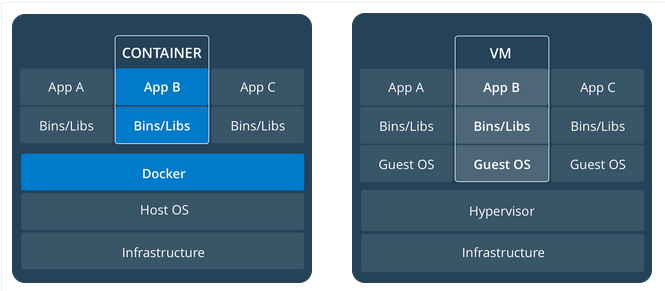 CONTAINER
App A App B App C
Bins/Libs Bins/Libs Bins/Libs
Docker
Host OS
Infrastructure
VM
App A App B App C
Bins/Libs Bins/Libs Bins/Libs
Guest OS Guest OS Guest OS
Hypervisor
Infrastructure